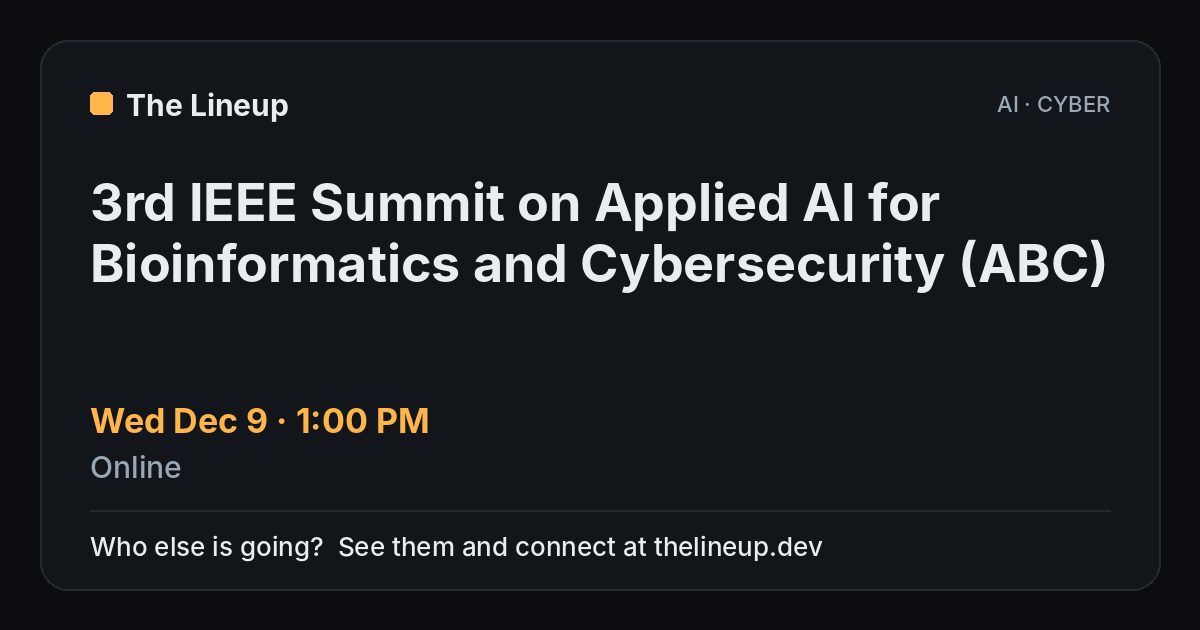 The Lineup
AI · CYBER
3rd IEEE Summit on Applied AI for
Bioinformatics and Cybersecurity (ABC)
Wed Dec 9 · 1:00 PM
Online
Who else is going? See them and connect at thelineup.dev